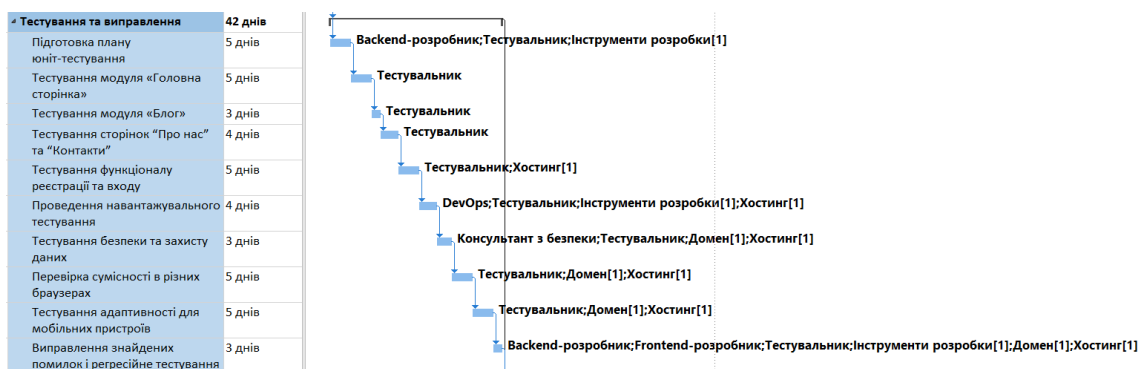 Тестування та виправлення 42 днів
Підготовка плану 5 днів Backend-розробник;Тестувальник;Інструменти розробки[1]
юніт-тестування
Тестування модуля «Головна 5 днів Тестувальник
сторінка»
Тестування модуля «Блог» 3 днів Тестувальник
Тестування сторінок “Про нас” 4 днів Тестувальник
та “Контакти”
Тестування функціоналу 5 днів Тестувальник;Хостинг[1]
реєстрації та входу
Проведення навантажувального 4 днів DevOps;Тестувальник;Інструменти розробки[1];Хостинг[1]
тестування
Тестування безпеки та захисту 3 днів Консультант з безпеки;Тестувальник;Домен[1];Хостинг[1]
даних
Перевірка сумісності в різних 5 днів Тестувальник;Домен[1];Хостинг[1]
браузерах
Тестування адаптивності для 5 днів Тестувальник;Домен[1];Хостинг[1]
мобільних пристроїв
Виправлення знайдених 3 днів Backend-розробник;Frontend-розробник;Тестувальник;Інструменти розробки[1];Домен[1];Хостинг[1]
помилок і регресійне тестування